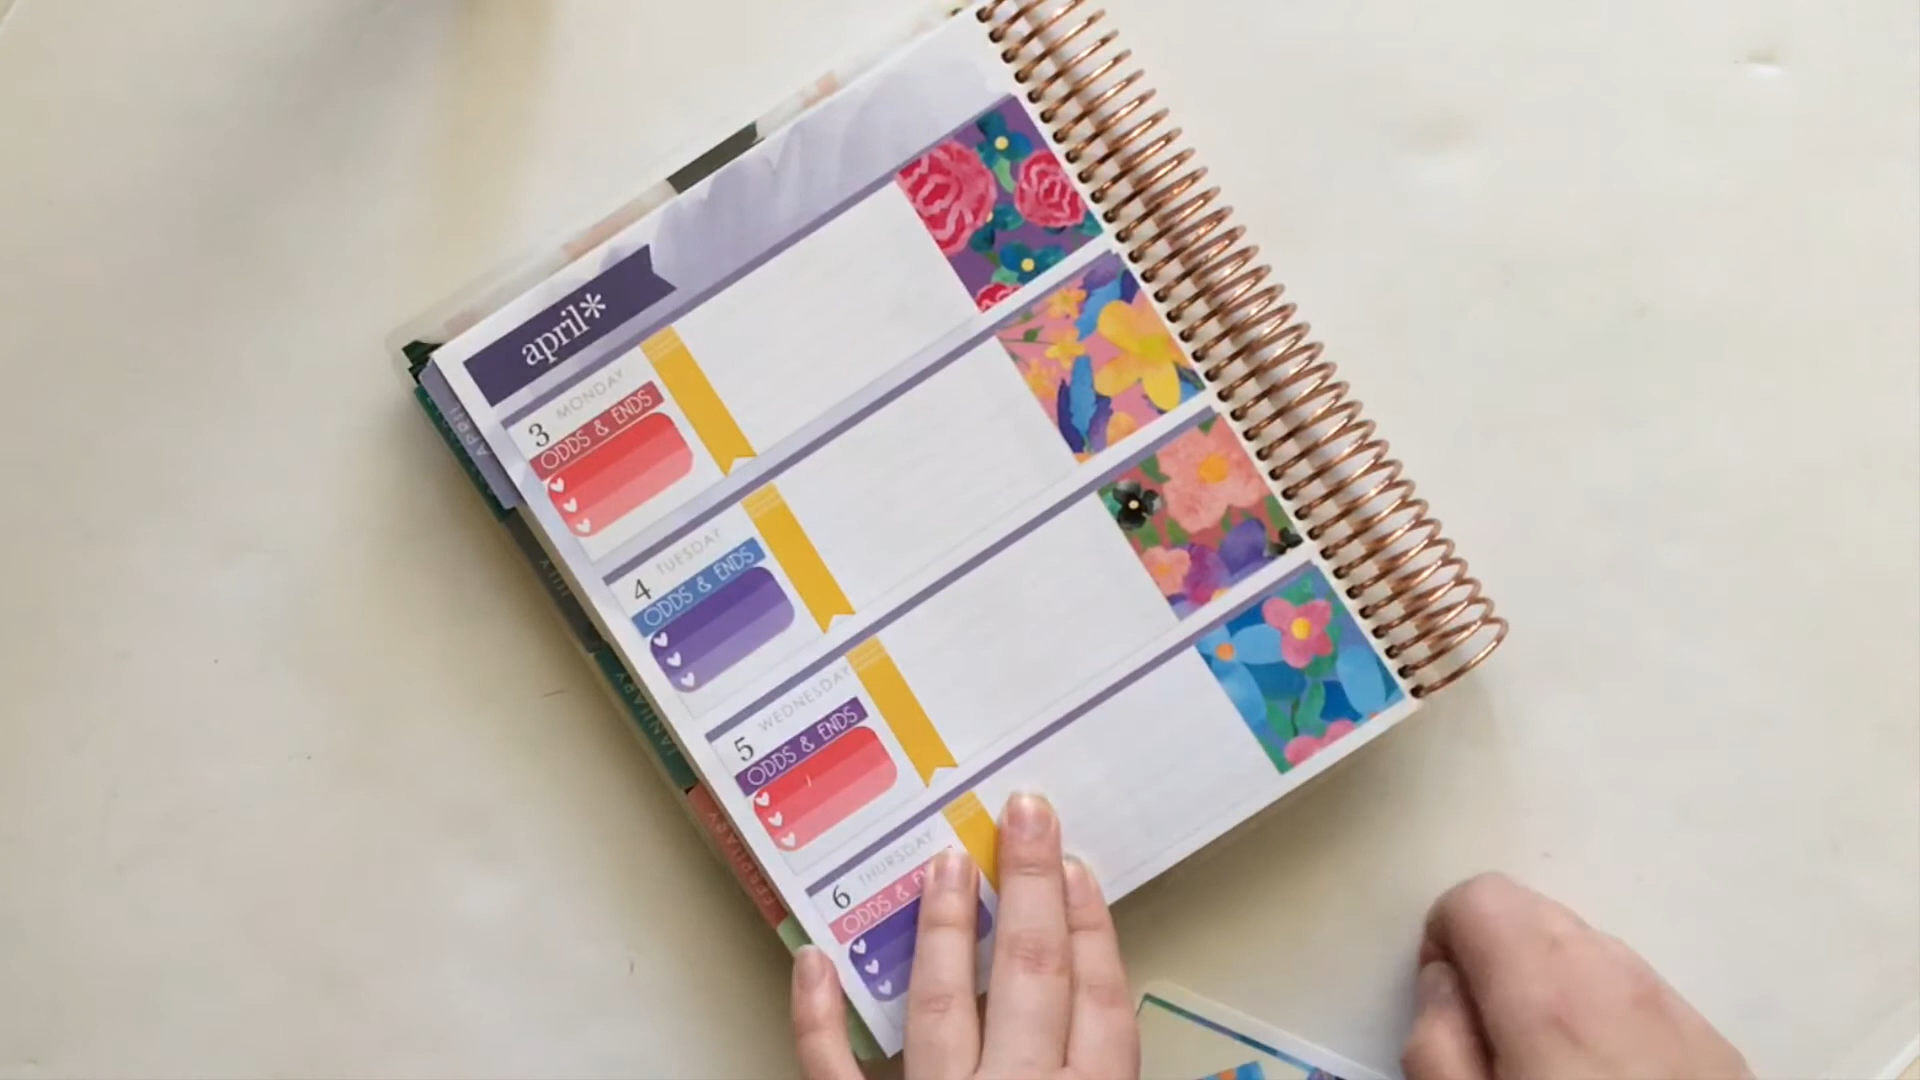 april*
3 MONDAY
ODDS & ENDS
4 TUESDAY
ODDS & ENDS
5 WEDNESDAY
ODDS & ENDS
6 THURSDAY
ODDS & E
APRIL
JULY
JANUARY
FEBRUARY